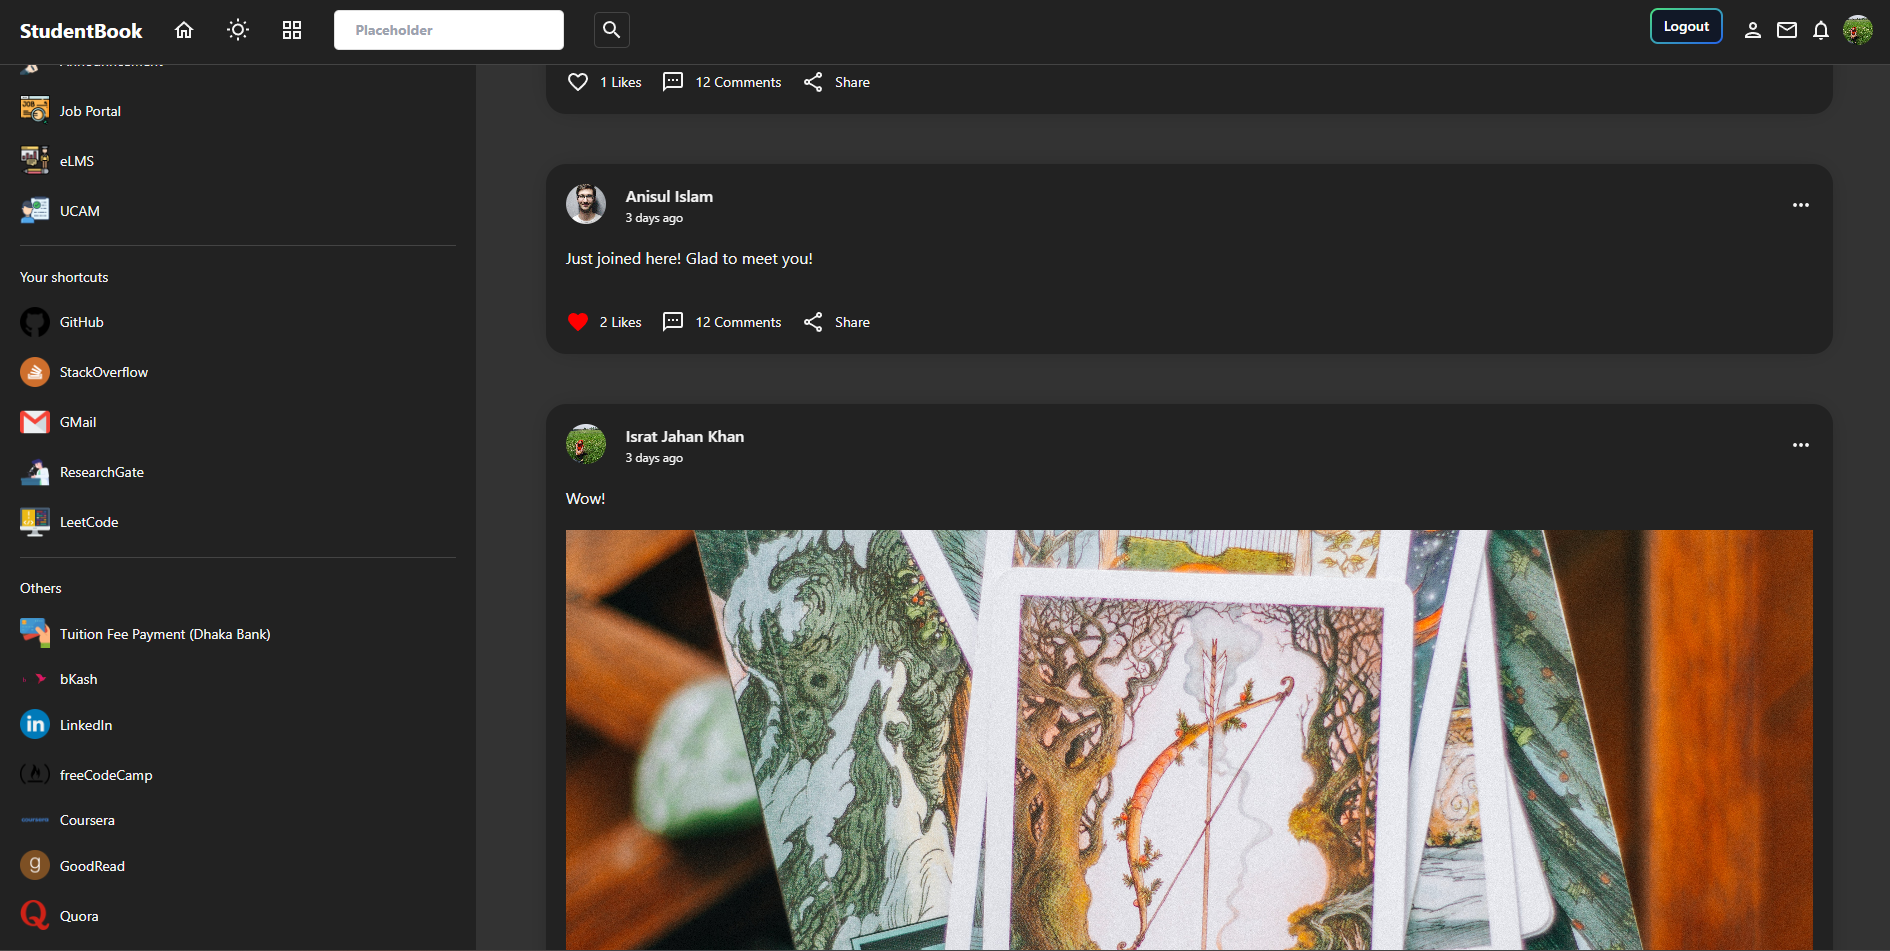 StudentBook
Placeholder
Logout
Announcement
Job Portal
eLMS
UCAM
Your shortcuts
GitHub
StackOverflow
GMail
ResearchGate
LeetCode
Others
Tuition Fee Payment (Dhaka Bank)
bKash
LinkedIn
freeCodeCamp
Coursera
GoodRead
Quora
1 Likes 12 Comments Share
Anisul Islam
3 days ago
Just joined here! Glad to meet you!
2 Likes 12 Comments Share
Israt Jahan Khan
3 days ago
Wow!